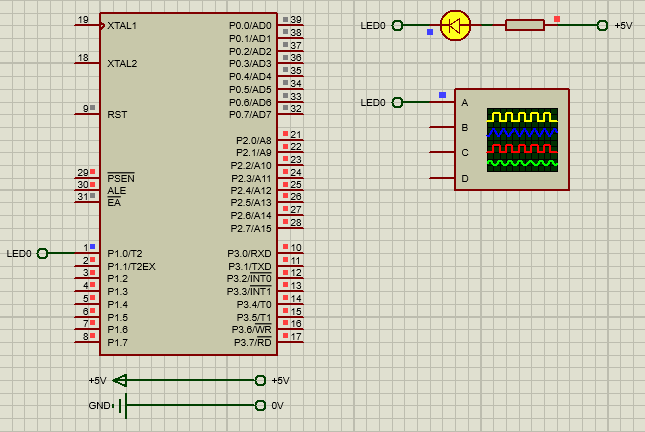 19 XTAL1 P0.0/AD0 39 LED0 +5V
P0.1/AD1 38
P0.2/AD2 37
18 XTAL2 P0.3/AD3 36
P0.4/AD4 35
P0.5/AD5 34
P0.6/AD6 33 LED0 A
9 RST P0.7/AD7 32
B
P2.0/A8 21
P2.1/A9 22 C
P2.2/A10 23
29 PSEN P2.3/A11 24 D
30 ALE P2.4/A12 25
31 EA P2.5/A13 26
P2.6/A14 27
P2.7/A15 28
LED0 1 P1.0/T2 P3.0/RXD 10
2 P1.1/T2EX P3.1/TXD 11
3 P1.2 P3.2/INT0 12
4 P1.3 P3.3/INT1 13
5 P1.4 P3.4/T0 14
6 P1.5 P3.5/T1 15
7 P1.6 P3.6/WR 16
8 P1.7 P3.7/RD 17
+5V +5V
GND 0V